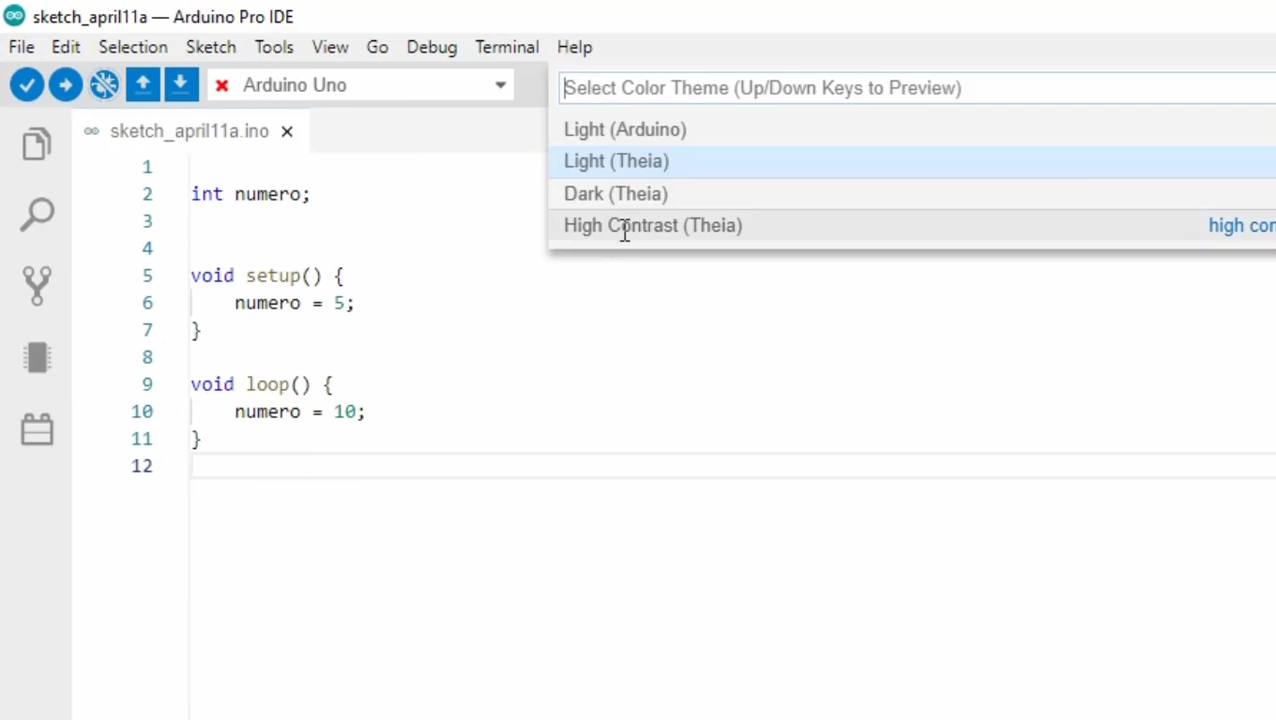 sketch_april11a — Arduino Pro IDE
File Edit Selection Sketch Tools View Go Debug Terminal Help
Arduino Uno
Select Color Theme (Up/Down Keys to Preview)
Light (Arduino)
Light (Theia)
Dark (Theia)
High Contrast (Theia) high con
sketch_april11a.ino
1
2 int numero;
3
4
5 void setup() {
6 numero = 5;
7 }
8
9 void loop() {
10 numero = 10;
11 }
12